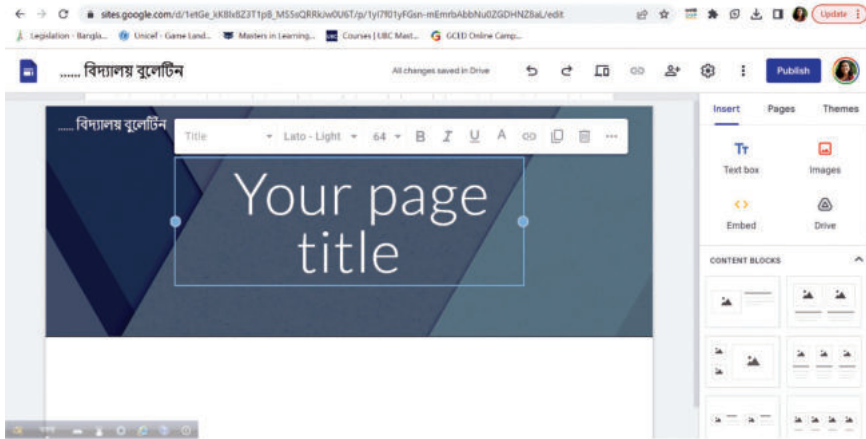 sites.google.com/d/1etGe_kK8lx8Z3T1p8_MS5sQRRkJw0U6T/p/1yI7f01yFGsn-mEmrbAbbNu0ZGDHNZ8aL/edit
Update
Legislation - Bangla... Unicef - Game Land... Masters in Learning... Courses | UBC Mast... GCED Online Camp...
...... বিদ্যালয় বুলেটিন
All changes saved in Drive
Publish
...... বিদ্যালয় বুলেটিন
Title Lato - Light 64 B I U A
Your page
title
Insert Pages Themes
Text box Images
Embed Drive
CONTENT BLOCKS